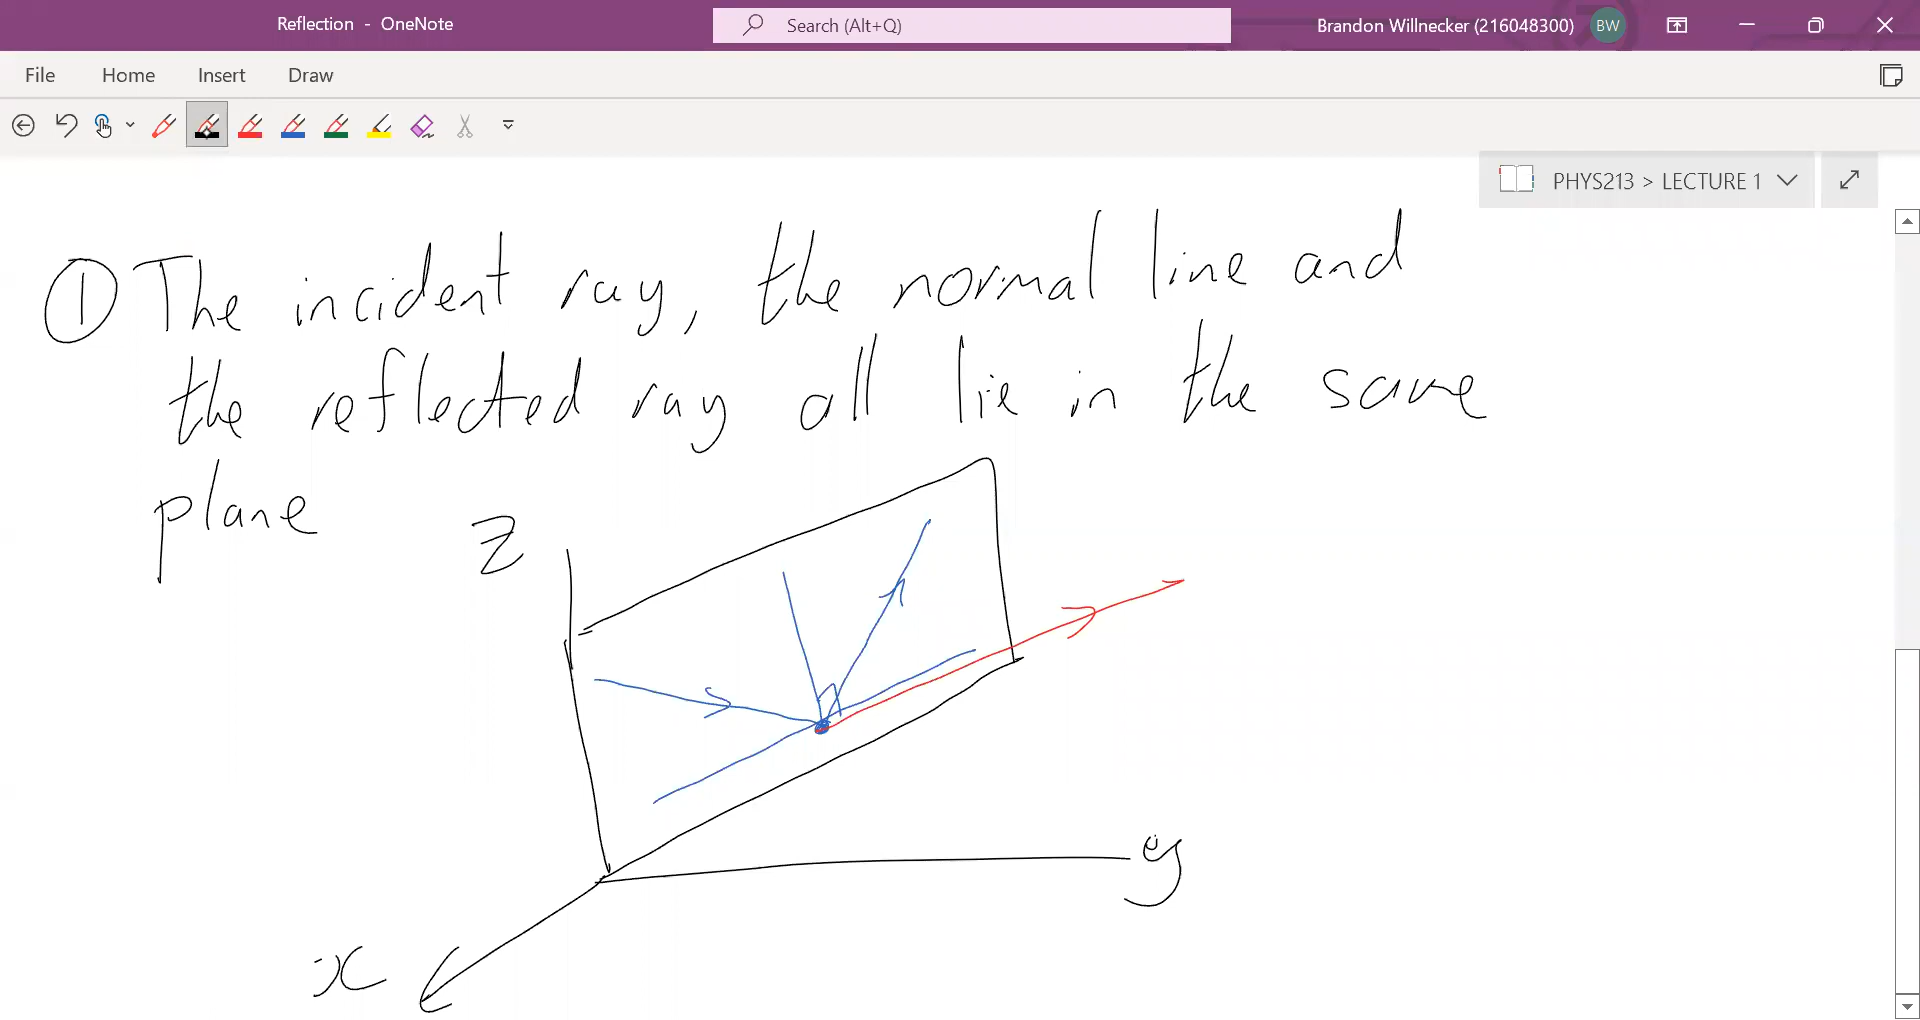 Reflection - OneNote
Search (Alt+Q)
Brandon Willnecker (216048300)
BW
File Home Insert Draw
PHYS213 > LECTURE 1
① The incident ray, the normal line and
the reflected ray all lie in the same
plane
z
y
x